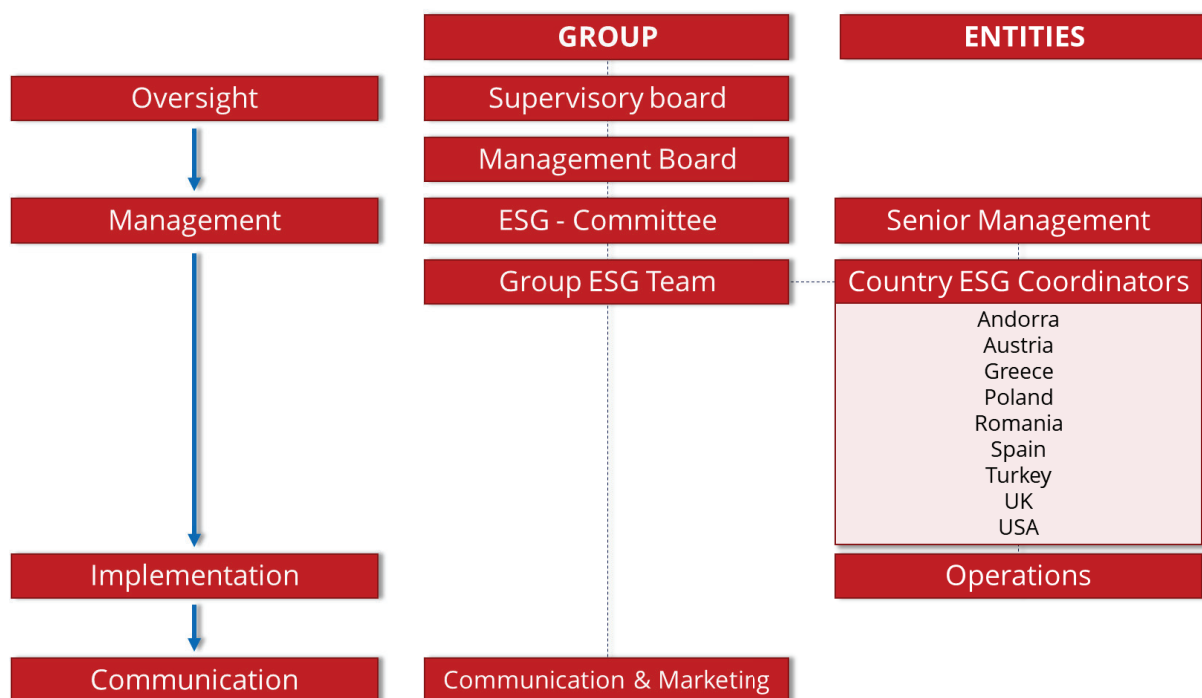 GROUP
ENTITIES
Oversight
Supervisory board
Management Board
Management
ESG - Committee
Senior Management
Group ESG Team
Country ESG Coordinators
Andorra
Austria
Greece
Poland
Romania
Spain
Turkey
UK
USA
Implementation
Operations
Communication
Communication & Marketing